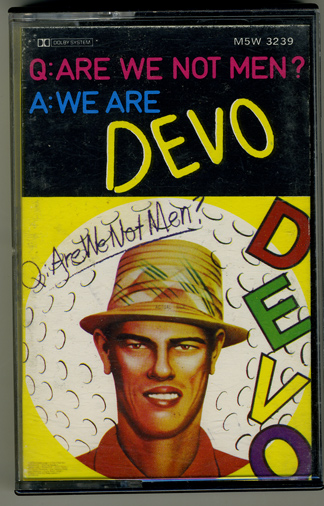 DOLBY SYSTEM
M5W 3239
Q:ARE WE NOT MEN?
A:WE ARE
DEVO
Q: Are We Not Men?
DEVO